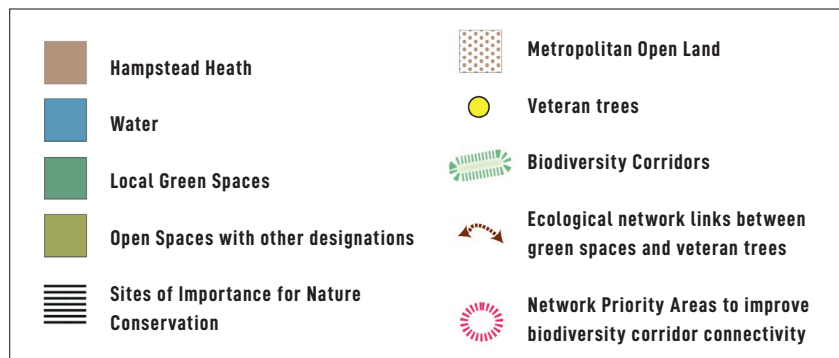 Hampstead Heath
Water
Local Green Spaces
Open Spaces with other designations
Sites of Importance for Nature
Conservation
Metropolitan Open Land
Veteran trees
Biodiversity Corridors
Ecological network links between
green spaces and veteran trees
Network Priority Areas to improve
biodiversity corridor connectivity